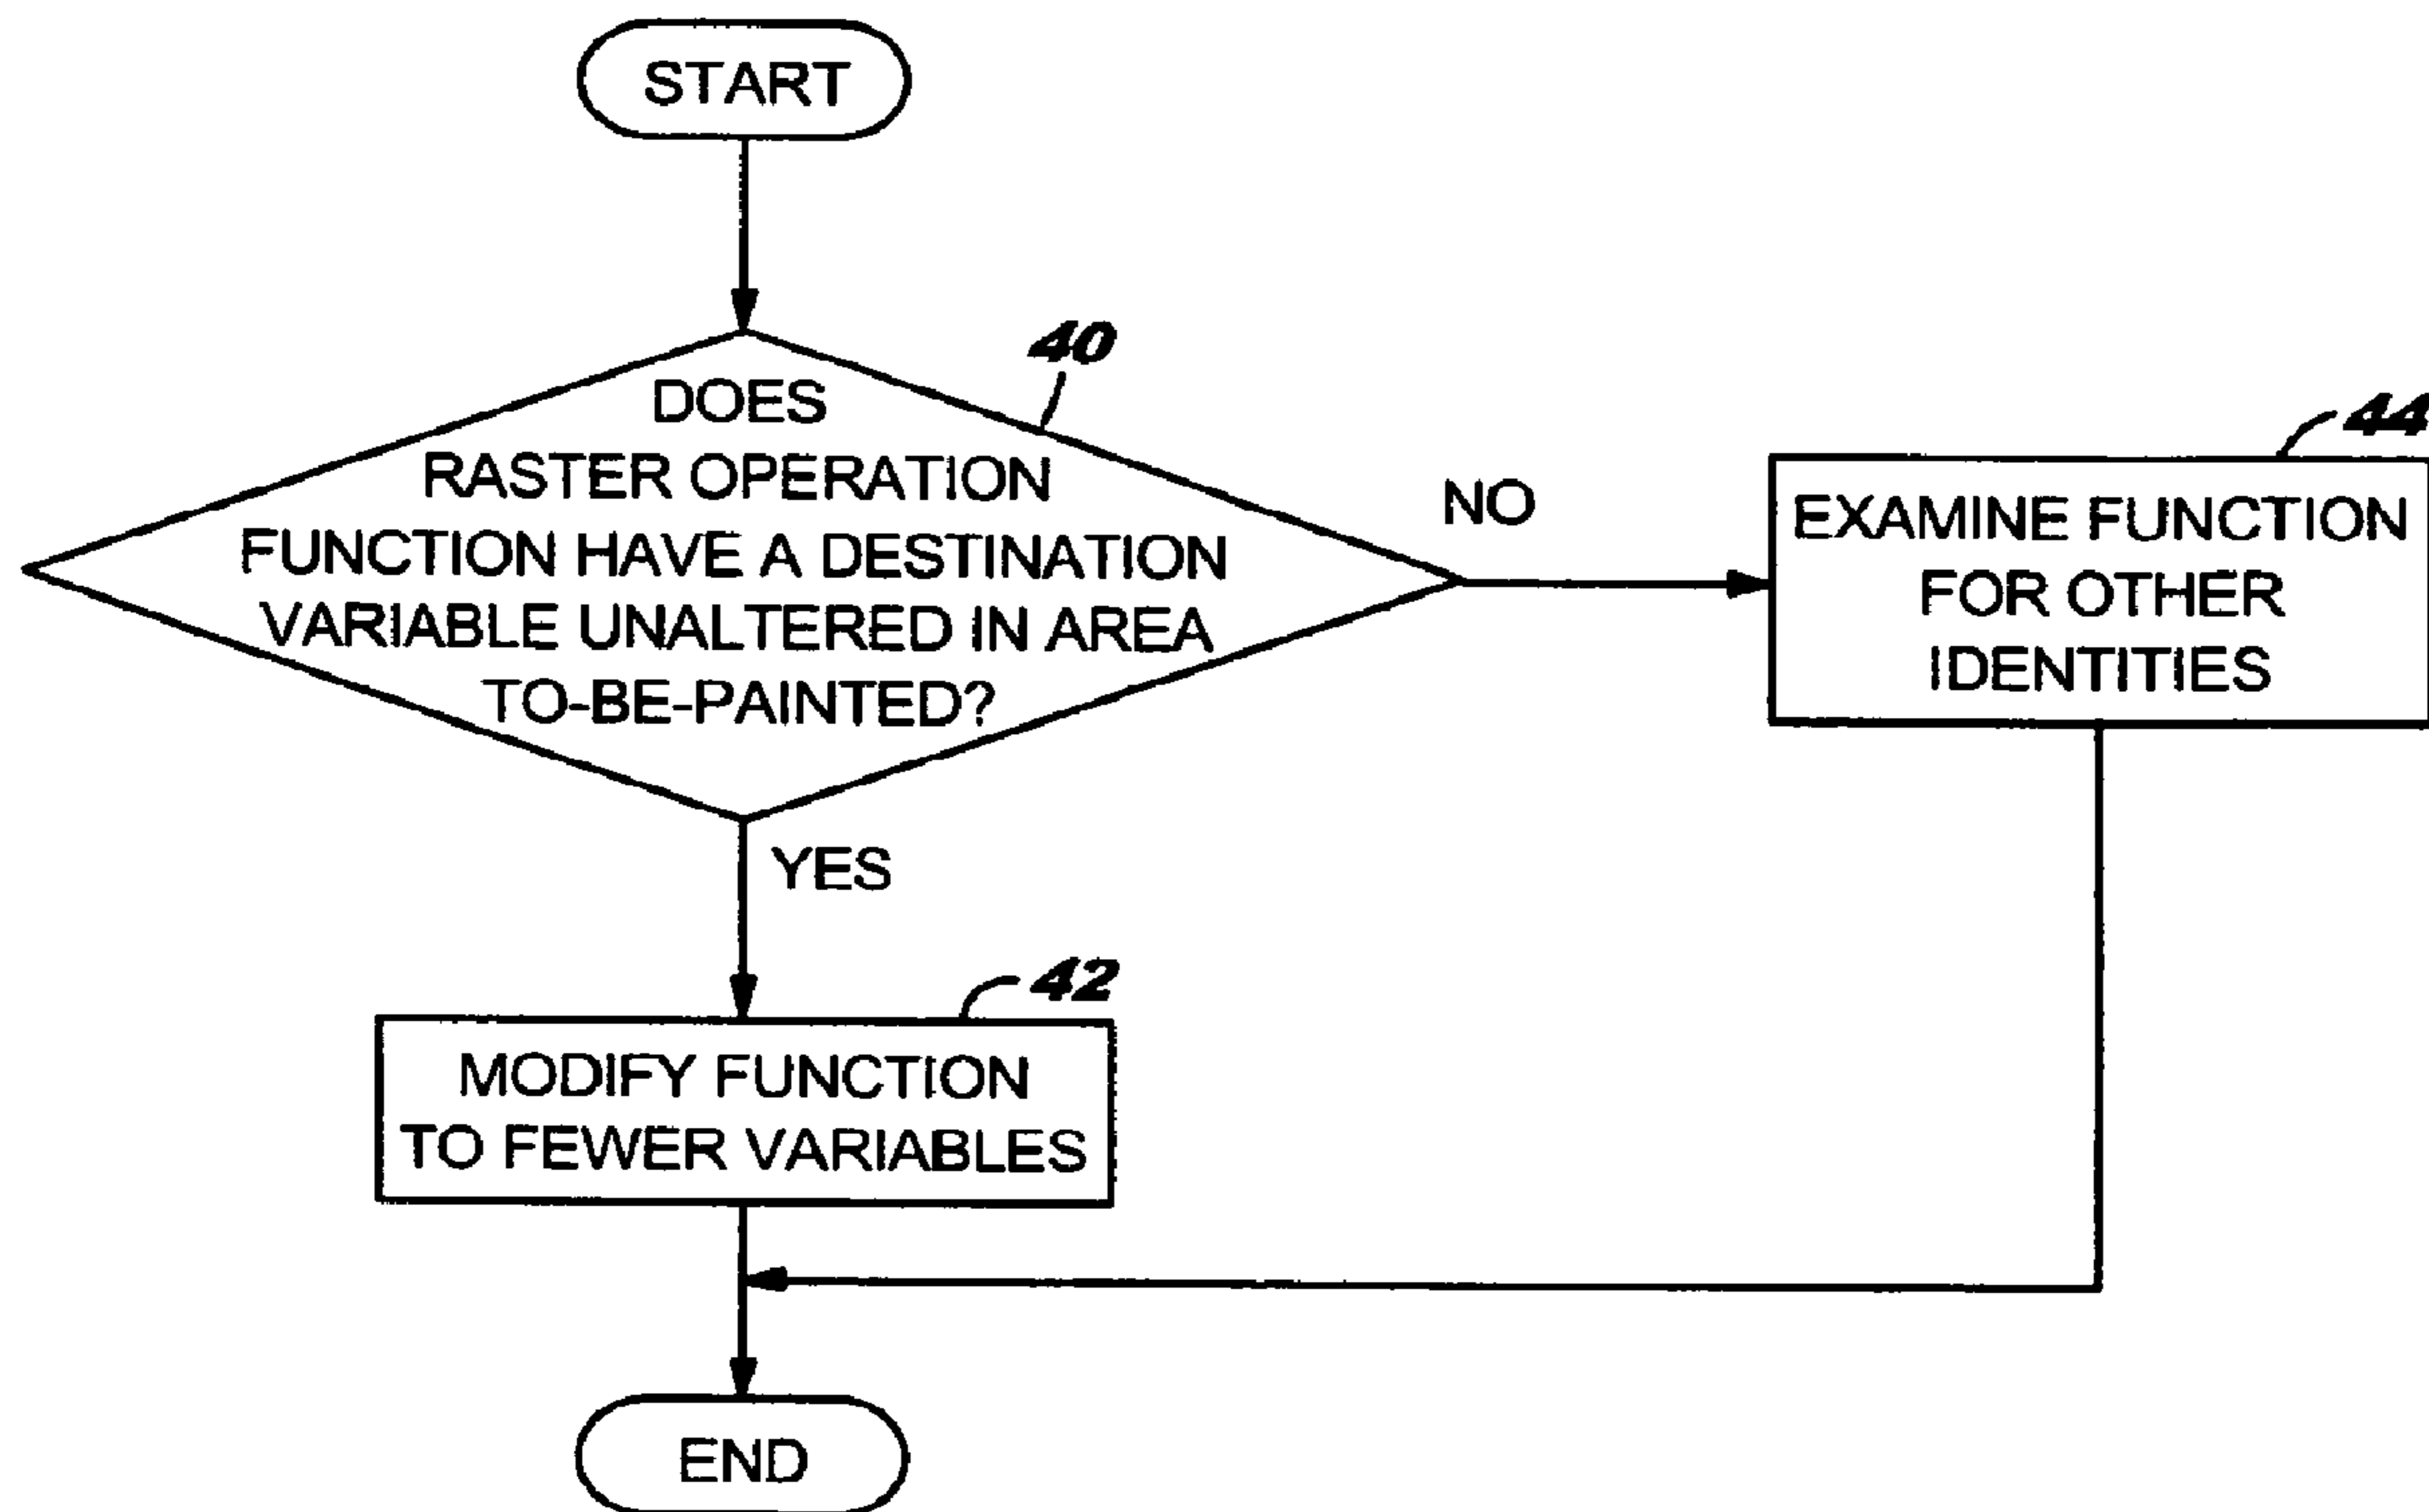 START
40
DOES
RASTER OPERATION
FUNCTION HAVE A DESTINATION
VARIABLE UNALTERED IN AREA
TO-BE-PAINTED?
NO
44
EXAMINE FUNCTION
FOR OTHER
IDENTITIES
YES
42
MODIFY FUNCTION
TO FEWER VARIABLES
END